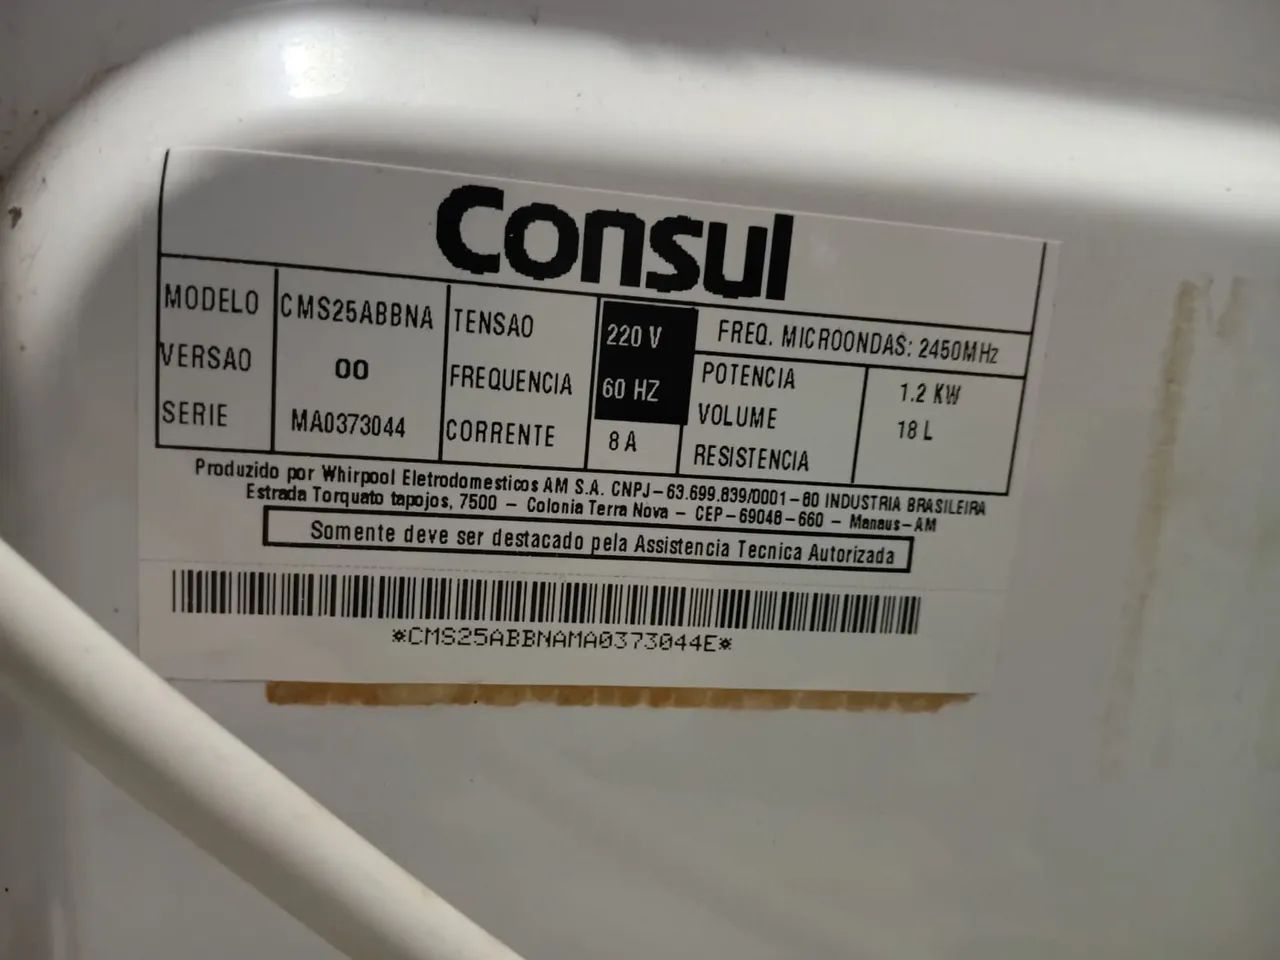 Consul
MODELO CMS25ABBNA TENSAO 220 V FREQ. MICROONDAS: 2450MHz
VERSAO 00 FREQUENCIA 60 HZ POTENCIA 1.2 KW
SERIE MA0373044 CORRENTE 8 A VOLUME 18 L
RESISTENCIA
Produzido por Whirpool Eletrodomesticos AM S.A. CNPJ-63.699.839/0001-80 INDUSTRIA BRASILEIRA
Estrada Torquato tapojos, 7500 - Colonia Terra Nova - CEP-69048-660 - Manaus-AM
Somente deve ser destacado pela Assistencia Tecnica Autorizada
*CMS25ABBNAMA0373044E*